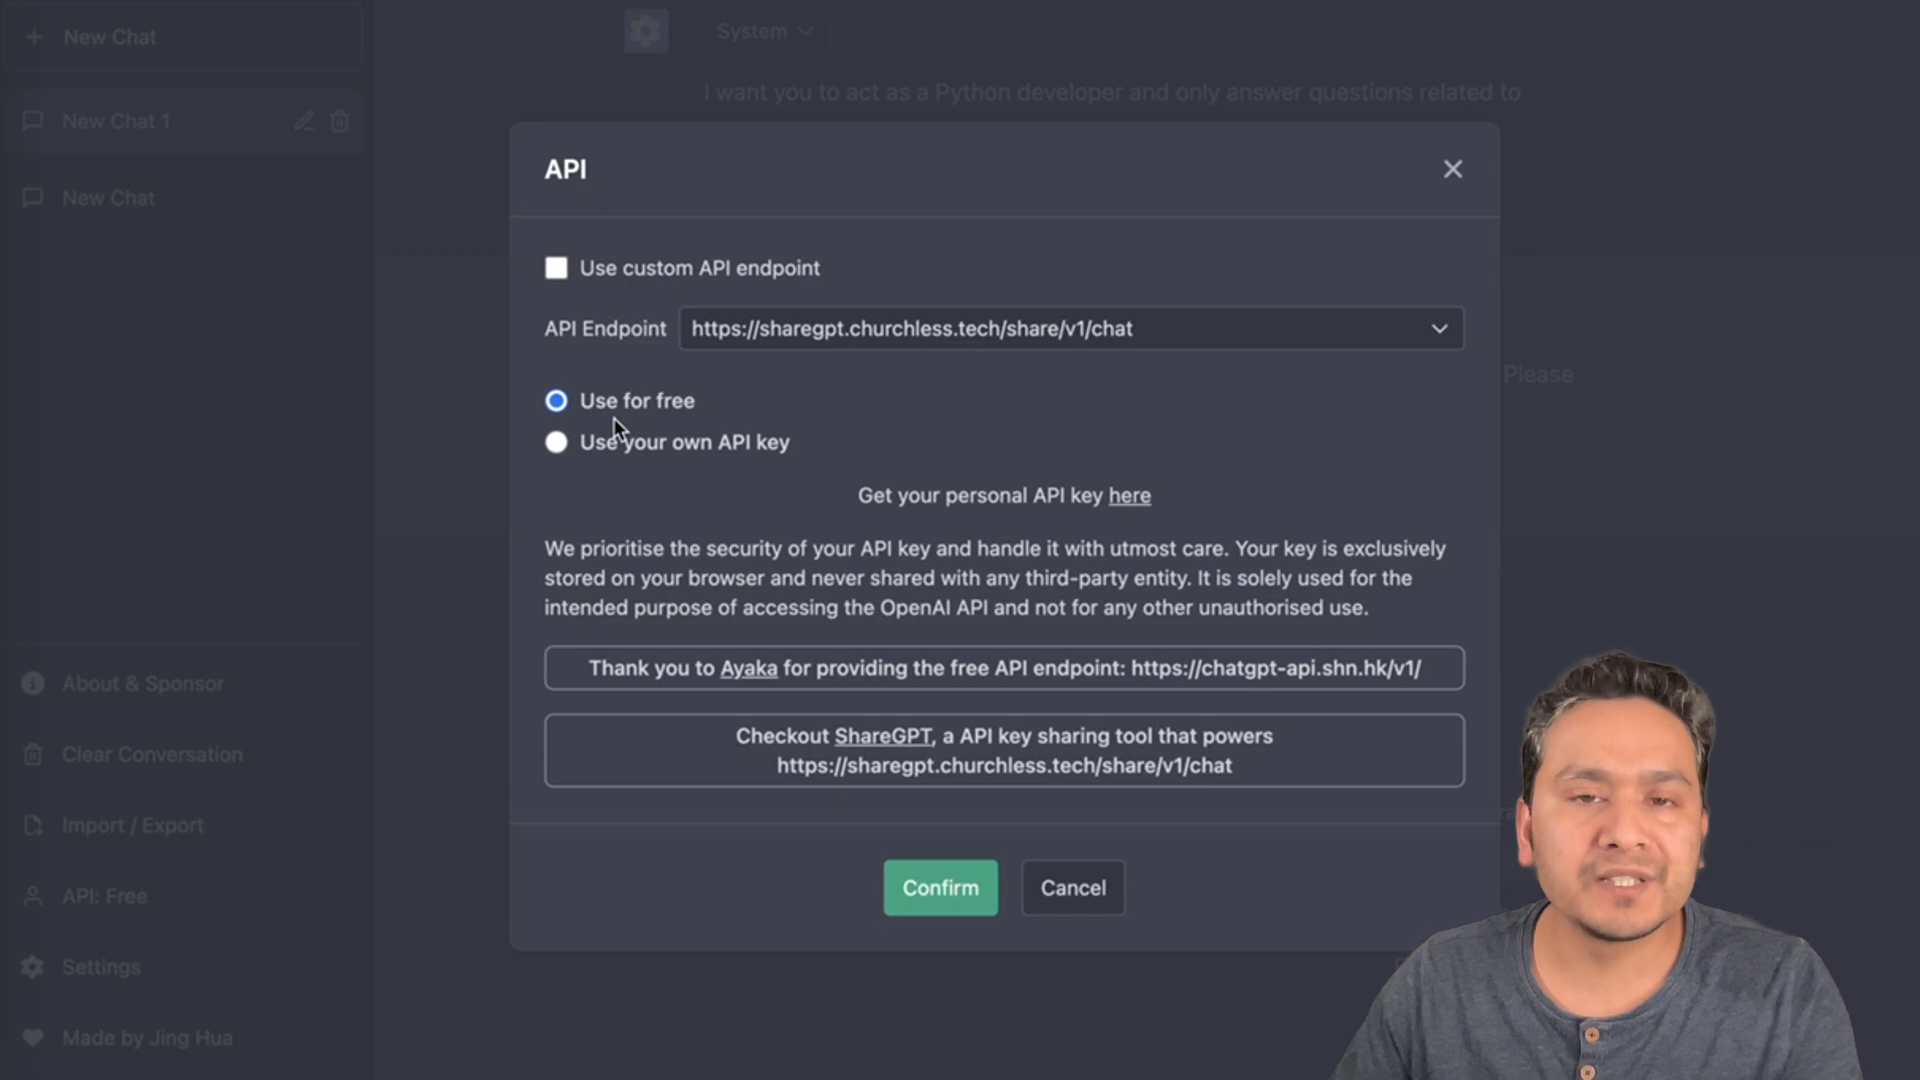 New Chat
New Chat 1
New Chat
About & Sponsor
Clear Conversation
Import / Export
API: Free
Settings
Made by Jing Hua
System
I want you to act as a Python developer and only answer questions related to
Please
API
Use custom API endpoint
API Endpoint https://sharegpt.churchless.tech/share/v1/chat
Use for free
Use your own API key
Get your personal API key here
We prioritise the security of your API key and handle it with utmost care. Your key is exclusively
stored on your browser and never shared with any third-party entity. It is solely used for the
intended purpose of accessing the OpenAI API and not for any other unauthorised use.
Thank you to Ayaka for providing the free API endpoint: https://chatgpt-api.shn.hk/v1/
Checkout ShareGPT, a API key sharing tool that powers
https://sharegpt.churchless.tech/share/v1/chat
Confirm Cancel